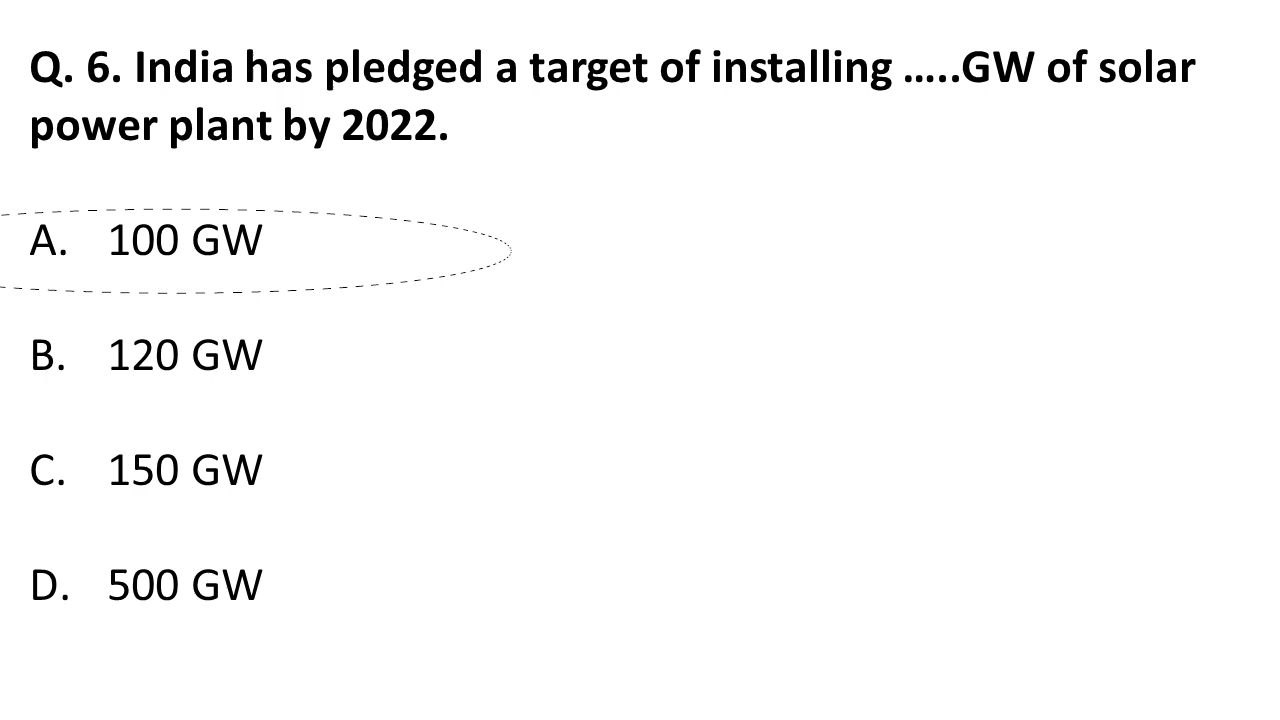 Q. 6. India has pledged a target of installing …..GW of solar
power plant by 2022.
A. 100 GW
B. 120 GW
C. 150 GW
D. 500 GW